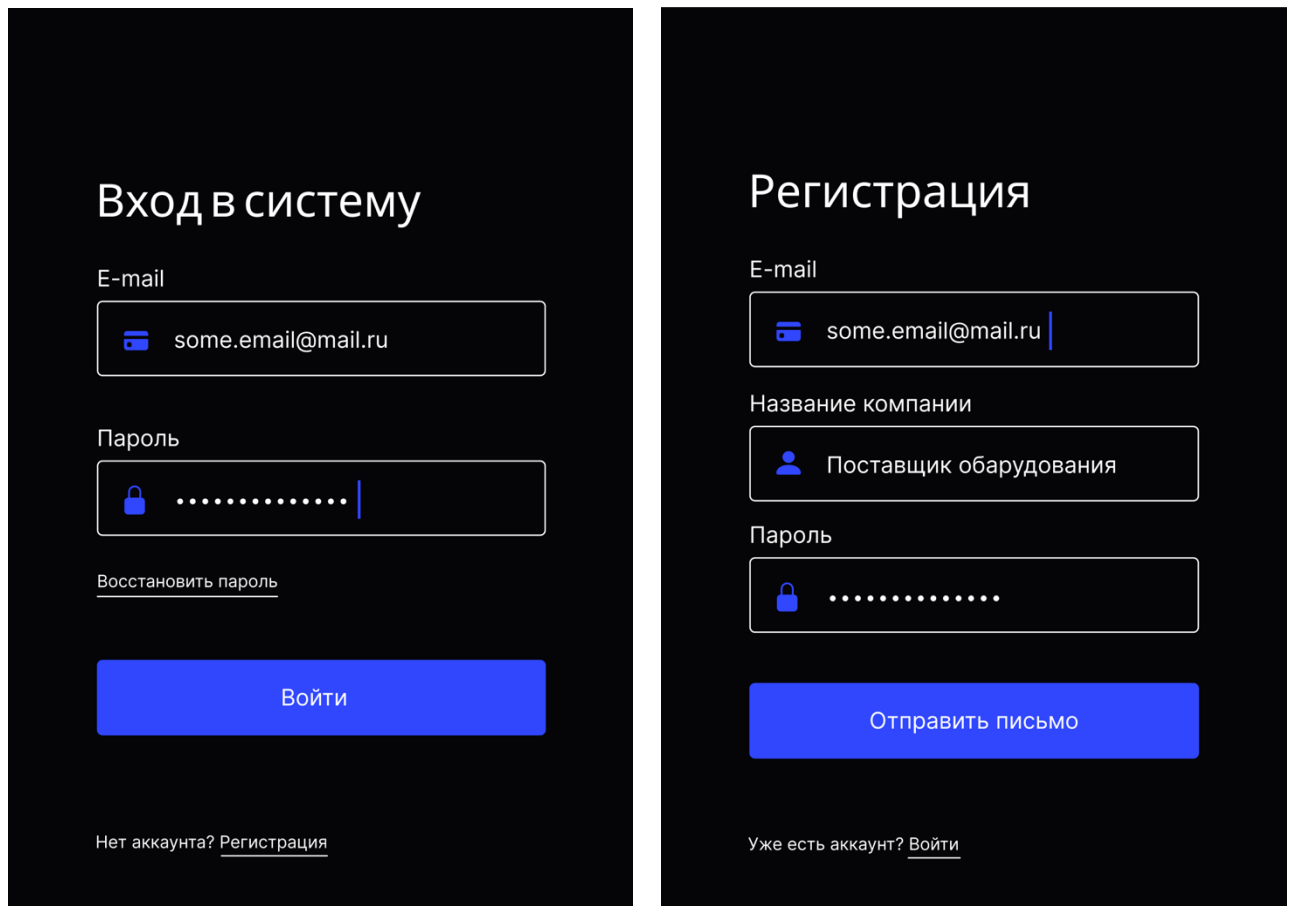 Вход в систему
E-mail
some.email@mail.ru
Пароль
••••••••••••••
Восстановить пароль
Войти
Нет аккаунта? Регистрация
Регистрация
E-mail
some.email@mail.ru
Название компании
Поставщик обарудования
Пароль
••••••••••••••
Отправить письмо
Уже есть аккаунт? Войти